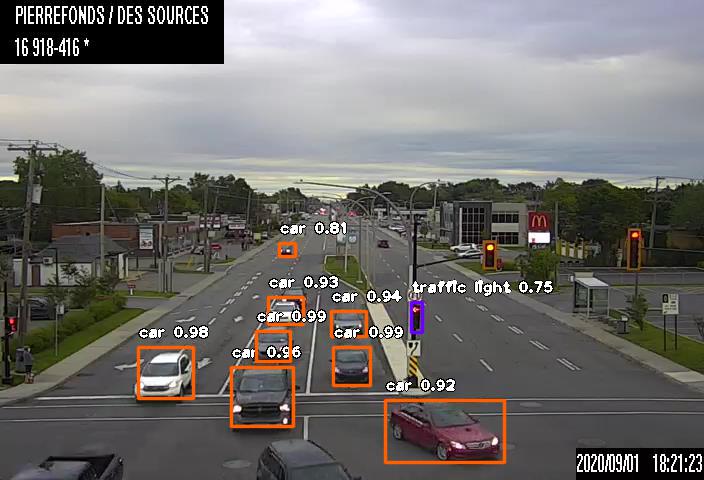 PIERREFONDS / DES SOURCES
16 918-416 *
car 0.81
car 0.93
car 0.94
traffic light 0.75
car 0.99
car 0.99
car 0.98
car 0.96
car 0.92
2020/09/01 18:21:23